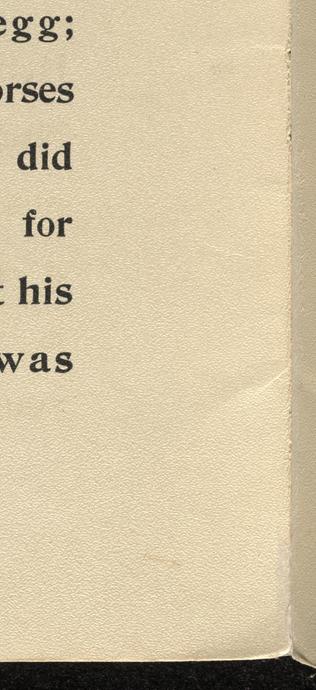 egg;
orses
did
for
t his
was